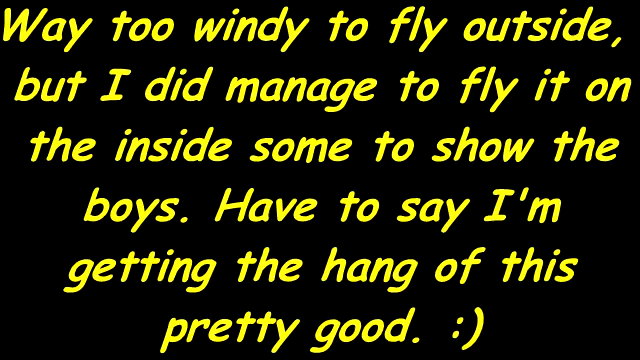 Way too windy to fly outside,
but I did manage to fly it on
the inside some to show the
boys. Have to say I'm
getting the hang of this
pretty good. :)